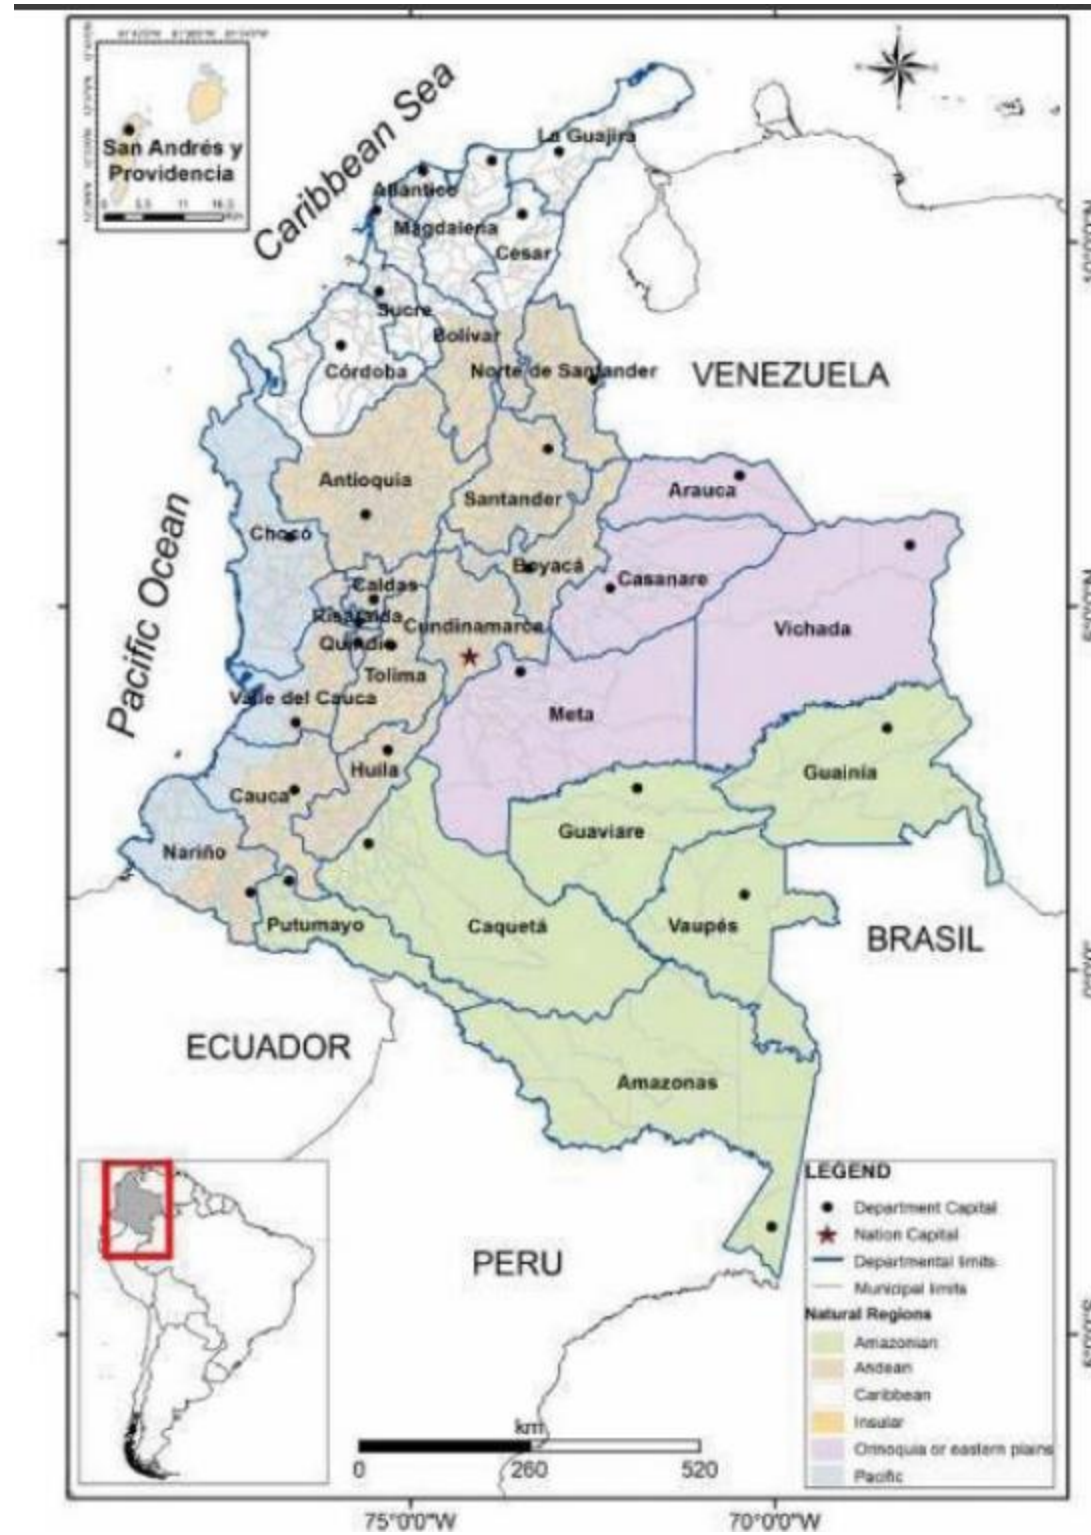 San Andrés y
Providencia
Caribbean Sea
La Guajira
Atlántico
Magdalena
Cesar
Sucre
Bolívar
Córdoba
Norte de Santander
VENEZUELA
Antioquia
Santander
Arauca
Pacific Ocean
Chocó
Boyacá
Casanare
Caldas
Risaralda
Cundinamarca
Quindío
Vichada
Tolima
Valle del Cauca
Meta
Huila
Guainía
Cauca
Guaviare
Nariño
Putumayo
Caquetá
Vaupés
BRASIL
ECUADOR
Amazonas
PERU
LEGEND
Department Capital
Nation Capital
Departmental limits
Municipal limits
Natural Regions
Amazonian
Andean
Caribbean
Insular
Orinoquia or eastern plains
Pacific
km
0 260 520
75°0'0"W 70°0'0"W